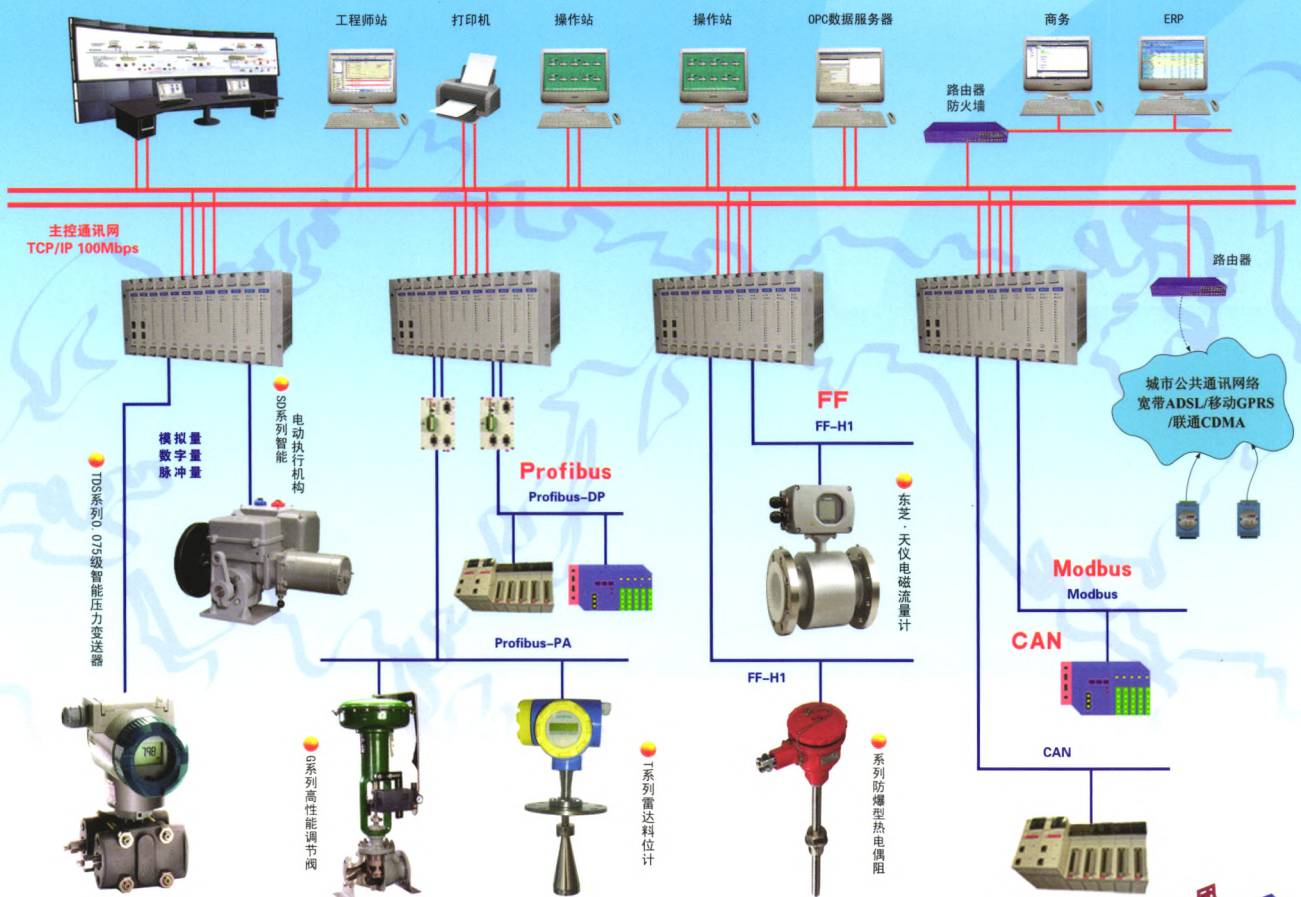 工程师站
打印机
操作站
操作站
OPC数据服务器
商务
ERP
路由器
防火墙
主控通讯网
TCP/IP 100Mbps
路由器
城市公共通讯网络
宽带ADSL/移动GPRS
/联通CDMA
SD系列智能
电动执行机构
模拟量
数字量
脉冲量
TDS系列0.075级智能压力变送器
Profibus
Profibus-DP
Profibus-PA
FF
FF-H1
东芝·天仪电磁流量计
FF-H1
Modbus
Modbus
CAN
CAN
798
G系列高性能调节阀
T系列雷达料位计
系列防爆型热电偶阻